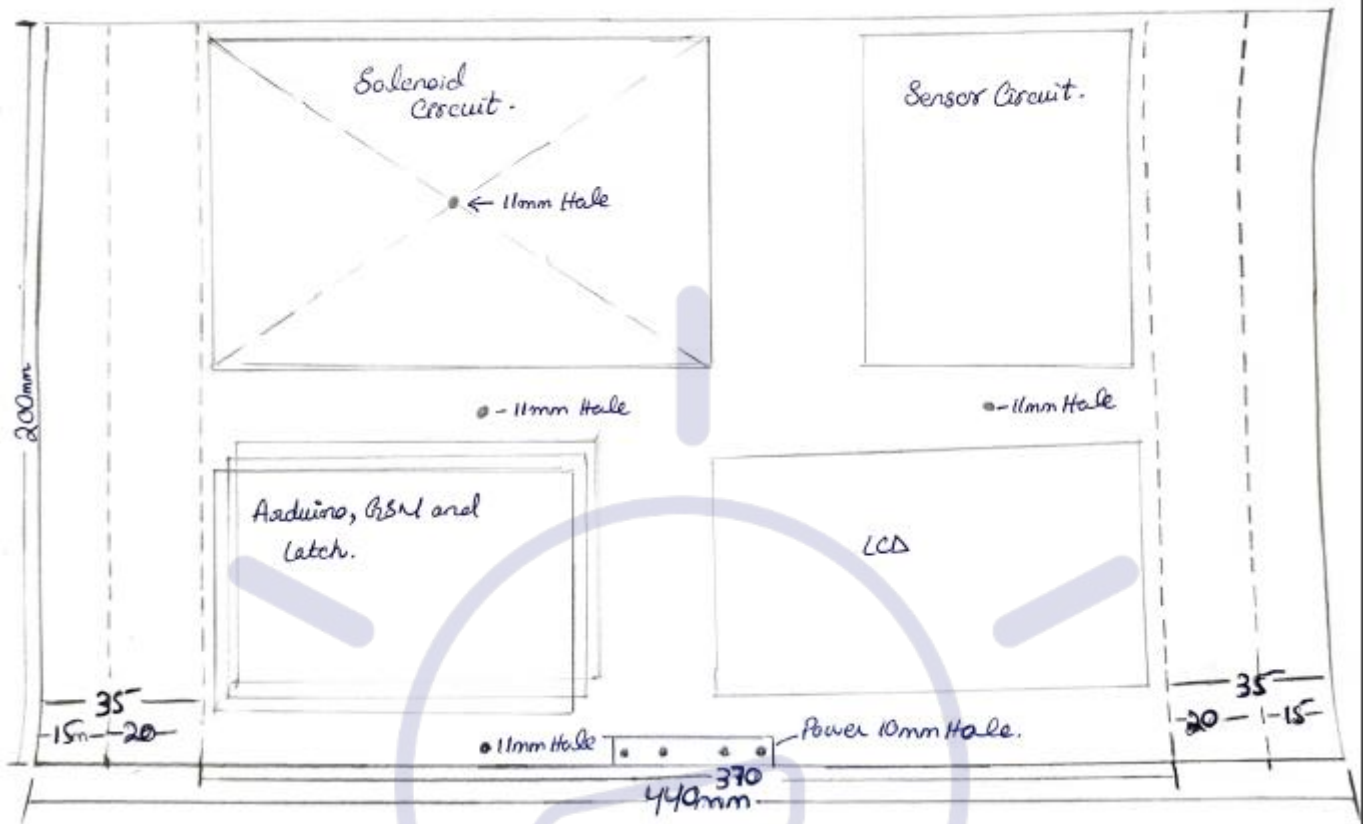 Solenoid
Circuit.
Sensor Circuit.
← 11mm Hole
200mm
- 11mm Hole
- 11mm Hole
Arduino, GSM and
Latch.
LCD
35
35
15m 20
20 15
11mm Hole
Power 10mm Hole.
370
440mm.